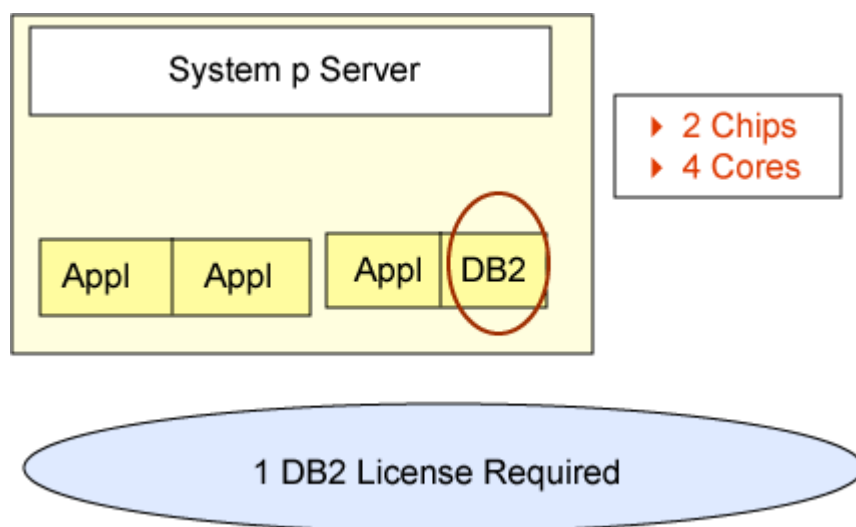 System p Server
2 Chips
4 Cores
Appl Appl Appl DB2
1 DB2 License Required